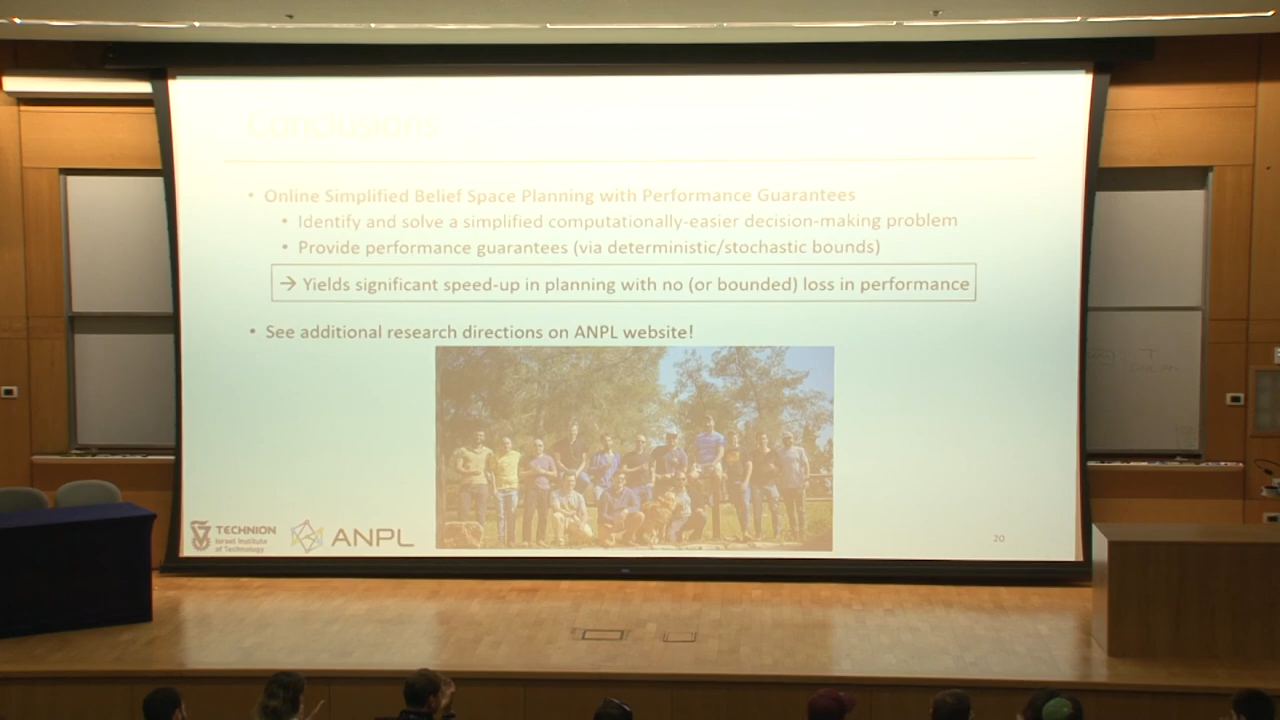 Conclusions
• Online Simplified Belief Space Planning with Performance Guarantees
• Identify and solve a simplified computationally-easier decision-making problem
• Provide performance guarantees (via deterministic/stochastic bounds)
→ Yields significant speed-up in planning with no (or bounded) loss in performance
• See additional research directions on ANPL website!
TECHNION
Israel Institute
of Technology
ANPL
20